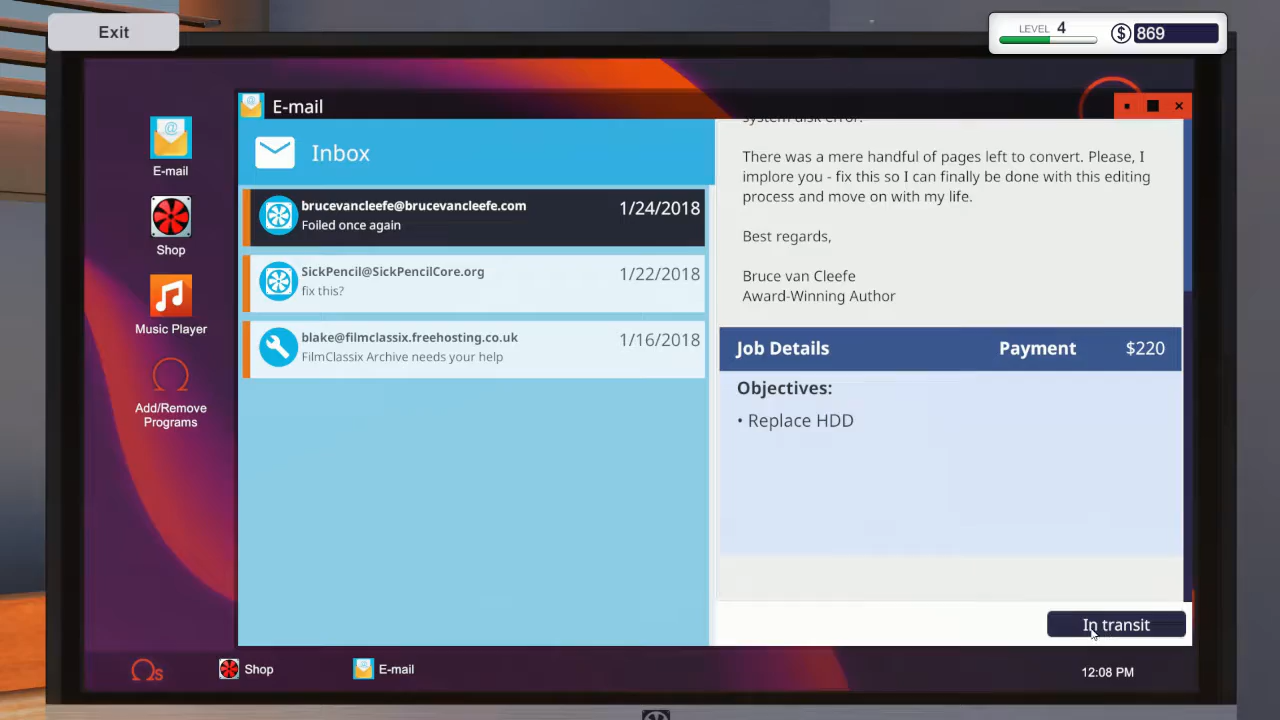 Exit
LEVEL 4
$ 869
E-mail
Shop
Music Player
Add/Remove
Programs
E-mail
Inbox
brucevancleefe@brucevancleefe.com
1/24/2018
Foiled once again
SickPencil@SickPencilCore.org
1/22/2018
fix this?
blake@filmclassix.freehosting.co.uk
1/16/2018
FilmClassix Archive needs your help
system disk error.
There was a mere handful of pages left to convert. Please, I
implore you - fix this so I can finally be done with this editing
process and move on with my life.
Best regards,
Bruce van Cleefe
Award-Winning Author
Job Details Payment $220
Objectives:
• Replace HDD
In transit
Ωs
Shop
E-mail
12:08 PM